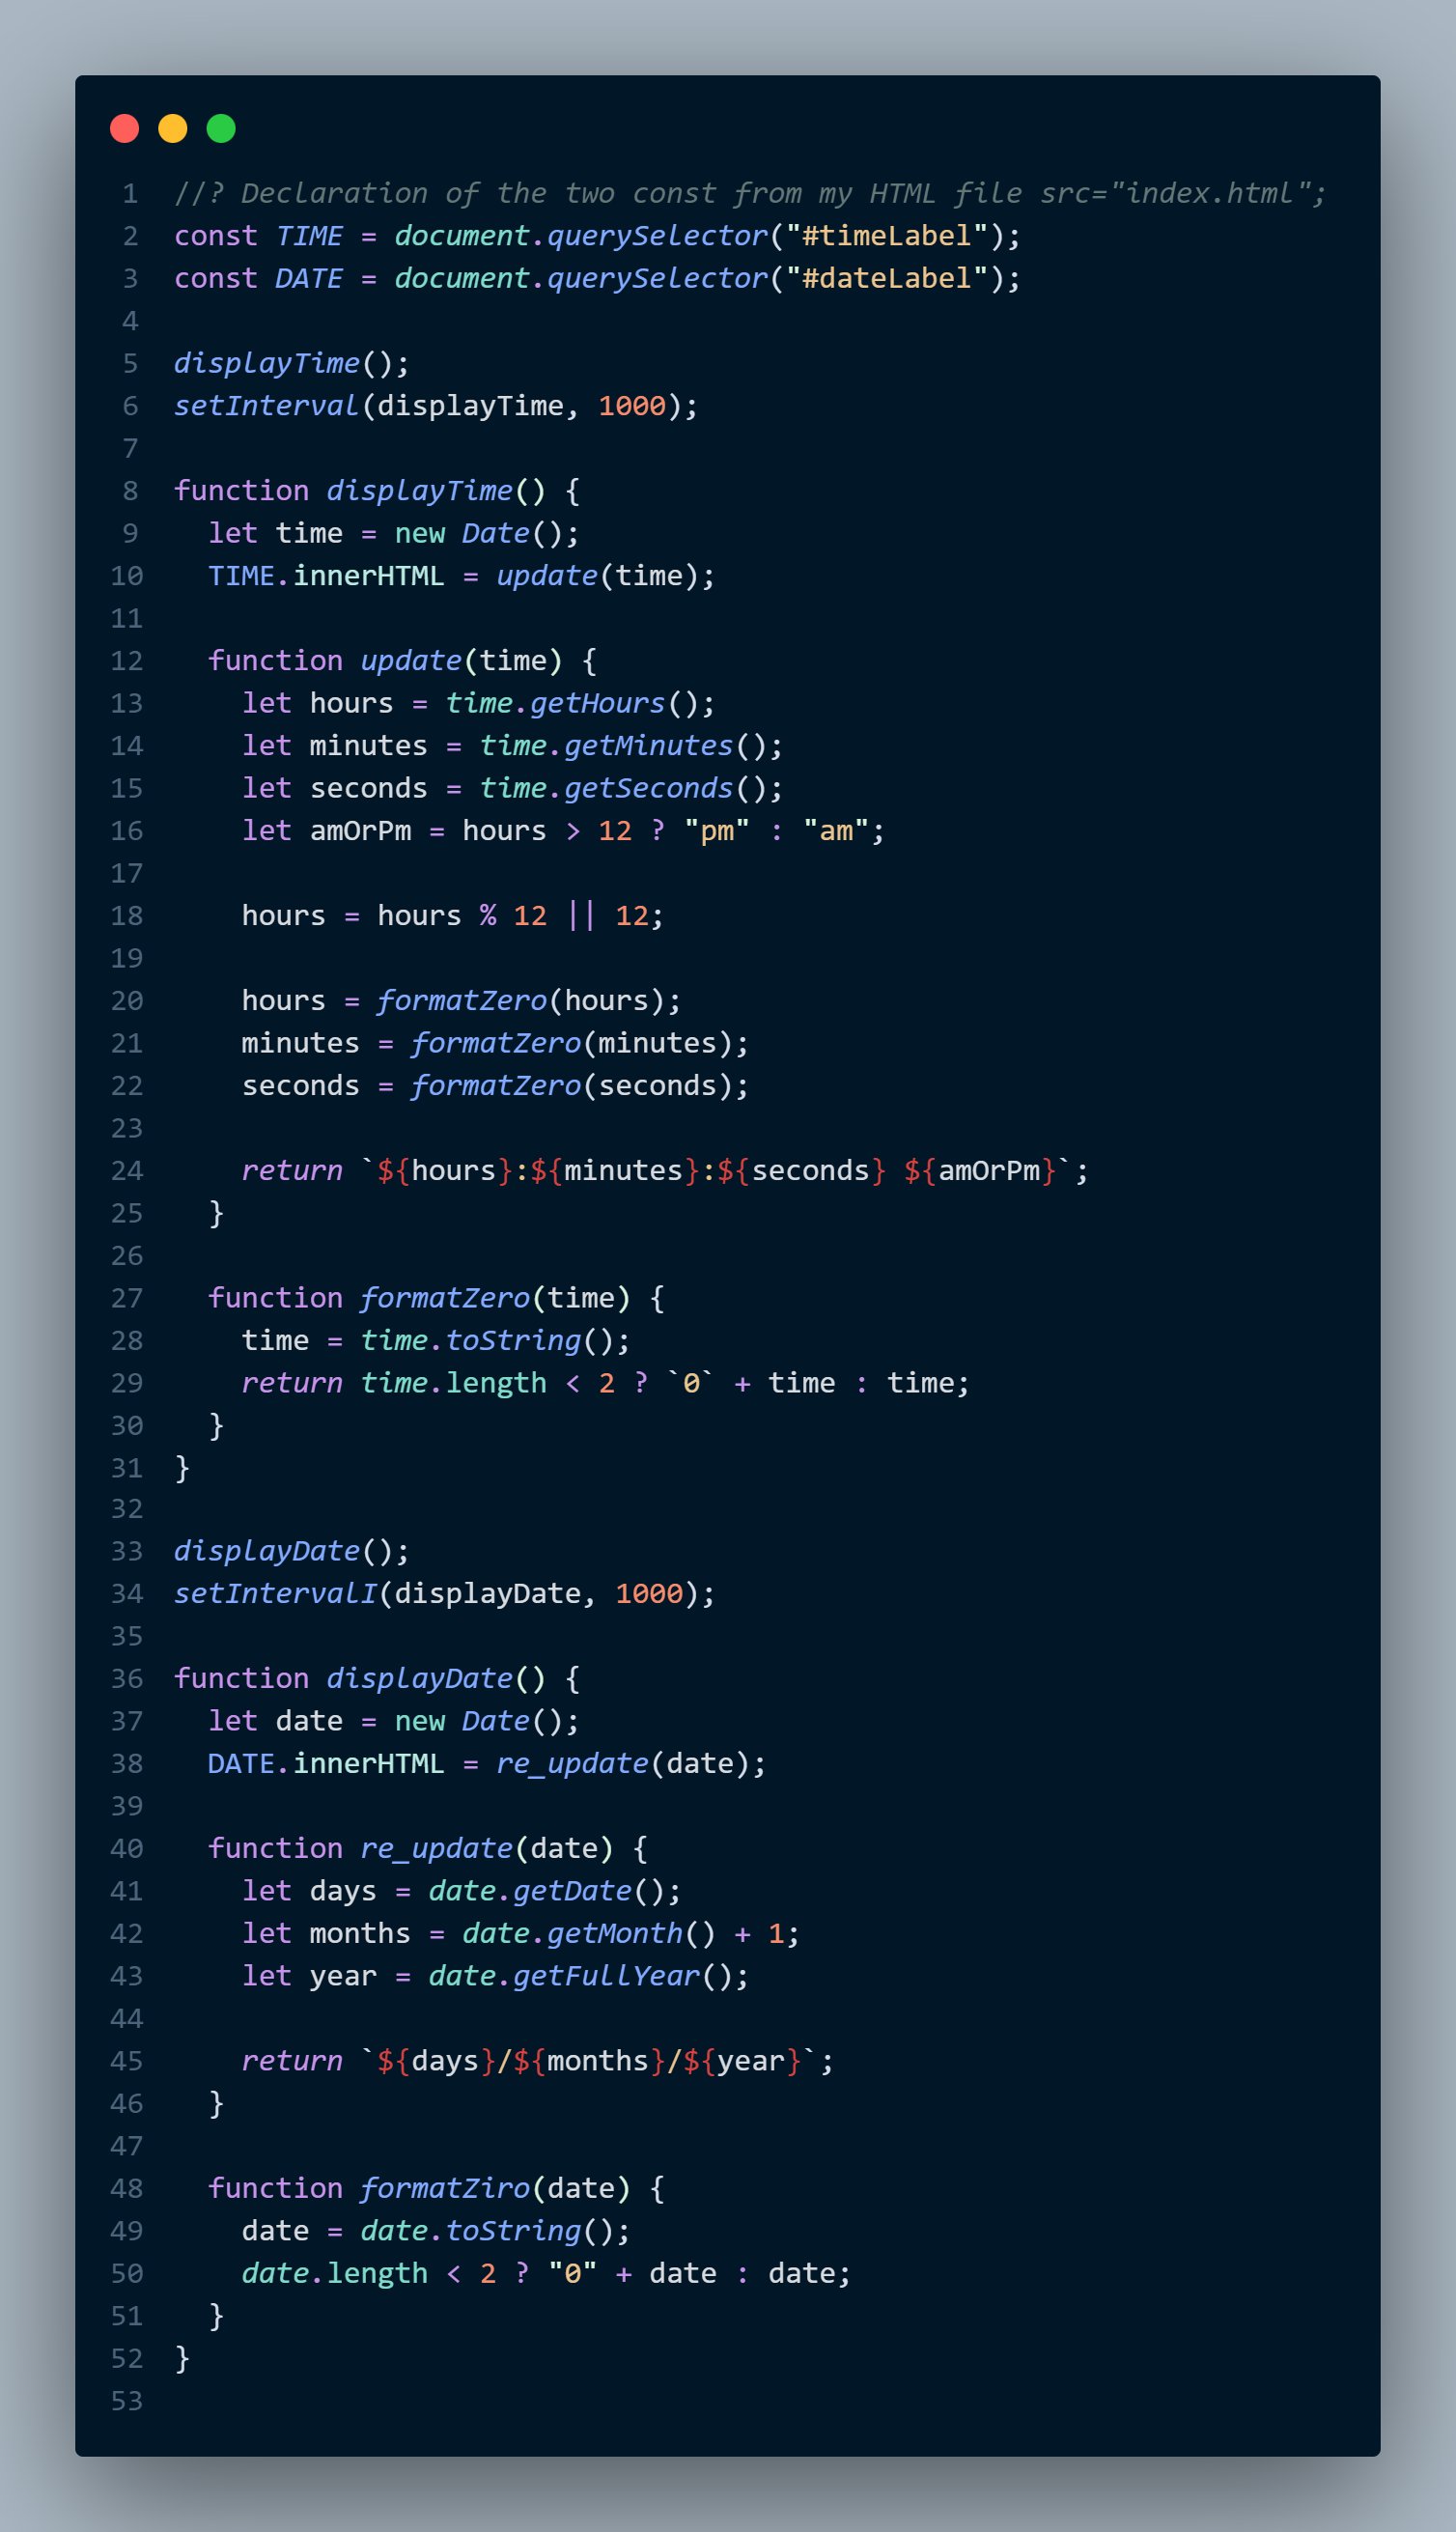 1 //? Declaration of the two const from my HTML file src="index.html";
2 const TIME = document.querySelector("#timeLabel");
3 const DATE = document.querySelector("#dateLabel");
4
5 displayTime();
6 setInterval(displayTime, 1000);
7
8 function displayTime() {
9   let time = new Date();
10   TIME.innerHTML = update(time);
11
12   function update(time) {
13     let hours = time.getHours();
14     let minutes = time.getMinutes();
15     let seconds = time.getSeconds();
16     let amOrPm = hours > 12 ? "pm" : "am";
17
18     hours = hours % 12 || 12;
19
20     hours = formatZero(hours);
21     minutes = formatZero(minutes);
22     seconds = formatZero(seconds);
23
24     return `${hours}:${minutes}:${seconds} ${amOrPm}`;
25   }
26
27   function formatZero(time) {
28     time = time.toString();
29     return time.length < 2 ? `0` + time : time;
30   }
31 }
32
33 displayDate();
34 setIntervalI(displayDate, 1000);
35
36 function displayDate() {
37   let date = new Date();
38   DATE.innerHTML = re_update(date);
39
40   function re_update(date) {
41     let days = date.getDate();
42     let months = date.getMonth() + 1;
43     let year = date.getFullYear();
44
45     return `${days}/${months}/${year}`;
46   }
47
48   function formatZiro(date) {
49     date = date.toString();
50     date.length < 2 ? "0" + date : date;
51   }
52 }
53